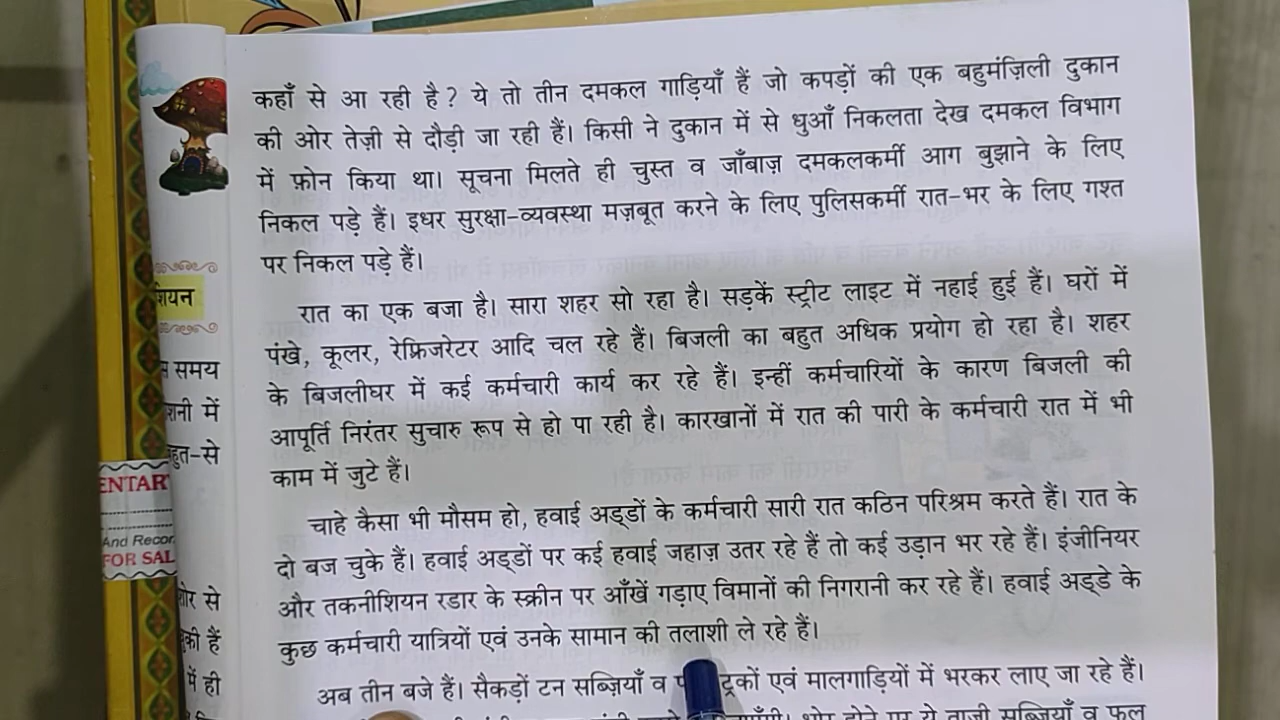 कहाँ से आ रही है? ये तो तीन दमकल गाड़ियाँ हैं जो कपड़ों की एक बहुमंज़िली दुकान
की ओर तेज़ी से दौड़ी जा रही हैं। किसी ने दुकान में से धुआँ निकलता देख दमकल विभाग
में फ़ोन किया था। सूचना मिलते ही चुस्त व जाँबाज़ दमकलकर्मी आग बुझाने के लिए
निकल पड़े हैं। इधर सुरक्षा-व्यवस्था मज़बूत करने के लिए पुलिसकर्मी रात-भर के लिए गश्त
पर निकल पड़े हैं।
रात का एक बजा है। सारा शहर सो रहा है। सड़कें स्ट्रीट लाइट में नहाई हुई हैं। घरों में
पंखे, कूलर, रेफ्रिजरेटर आदि चल रहे हैं। बिजली का बहुत अधिक प्रयोग हो रहा है। शहर
के बिजलीघर में कई कर्मचारी कार्य कर रहे हैं। इन्हीं कर्मचारियों के कारण बिजली की
आपूर्ति निरंतर सुचारु रूप से हो पा रही है। कारखानों में रात की पारी के कर्मचारी रात में भी
काम में जुटे हैं।
चाहे कैसा भी मौसम हो, हवाई अड्डों के कर्मचारी सारी रात कठिन परिश्रम करते हैं। रात के
दो बज चुके हैं। हवाई अड्डों पर कई हवाई जहाज़ उतर रहे हैं तो कई उड़ान भर रहे हैं। इंजीनियर
और तकनीशियन रडार के स्क्रीन पर आँखें गड़ाए विमानों की निगरानी कर रहे हैं। हवाई अड्डे के
कुछ कर्मचारी यात्रियों एवं उनके सामान की तलाशी ले रहे हैं।
अब तीन बजे हैं। सैकड़ों टन सब्ज़ियाँ व ट्रकों एवं मालगाड़ियों में भरकर लाए जा रहे हैं।
ये ताज़ी सब्ज़ियाँ व फल
शियन
समय
में
बहुत-से
से
हैं
में ही
And Recor
FOR SAL